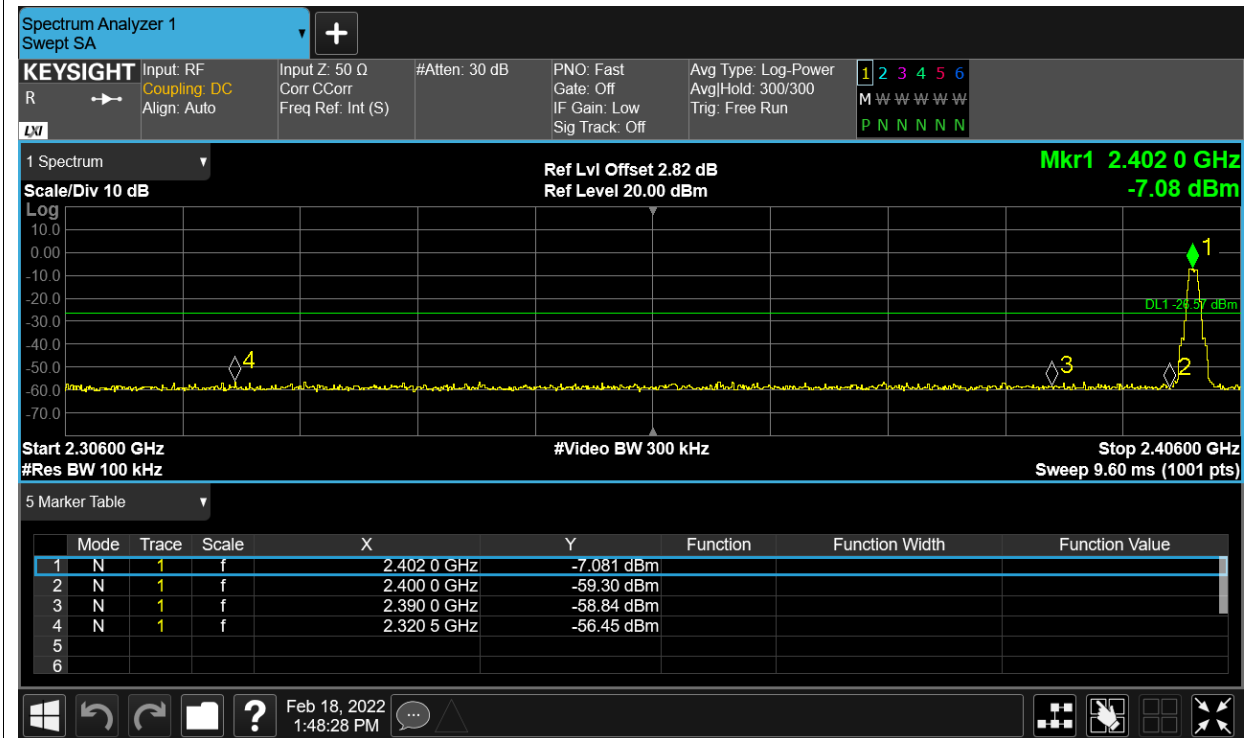 Spectrum Analyzer 1
Swept SA
KEYSIGHT
R
LXI
Input: RF
Coupling: DC
Align: Auto
Input Z: 50 Ω
Corr CCorr
Freq Ref: Int (S)
#Atten: 30 dB
PNO: Fast
Gate: Off
IF Gain: Low
Sig Track: Off
Avg Type: Log-Power
Avg|Hold: 300/300
Trig: Free Run
1 2 3 4 5 6
M W W W W W
P N N N N N
1 Spectrum
Scale/Div 10 dB
Ref Lvl Offset 2.82 dB
Ref Level 20.00 dBm
Mkr1 2.402 0 GHz
-7.08 dBm
Log
10.0
0.00
-10.0
-20.0
-30.0
-40.0
-50.0
-60.0
-70.0
1
DL1 -26.57 dBm
4
3
2
Start 2.30600 GHz
#Res BW 100 kHz
#Video BW 300 kHz
Stop 2.40600 GHz
Sweep 9.60 ms (1001 pts)
5 Marker Table
Mode Trace Scale X Y Function Function Width Function Value
1 N 1 f 2.402 0 GHz -7.081 dBm
2 N 1 f 2.400 0 GHz -59.30 dBm
3 N 1 f 2.390 0 GHz -58.84 dBm
4 N 1 f 2.320 5 GHz -56.45 dBm
5
6
?
Feb 18, 2022
1:48:28 PM